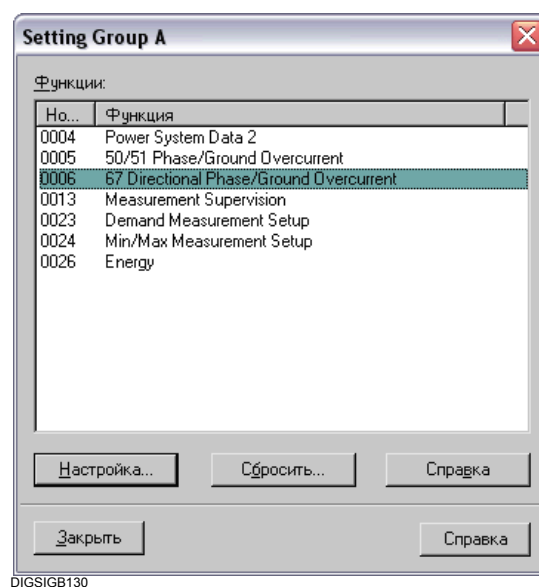 Setting Group A
Функции:
Но... Функция
0004 Power System Data 2
0005 50/51 Phase/Ground Overcurrent
0006 67 Directional Phase/Ground Overcurrent
0013 Measurement Supervision
0023 Demand Measurement Setup
0024 Min/Max Measurement Setup
0026 Energy
Настройка... Сбросить... Справка
Закрыть Справка
DIGSIGB130